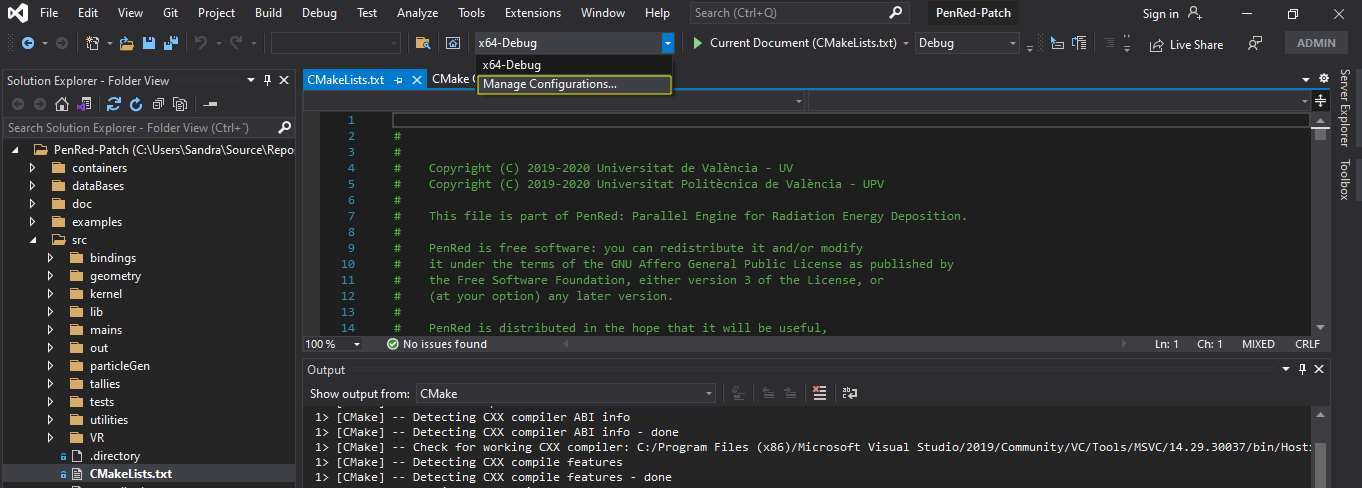 File Edit View Git Project Build Debug Test Analyze Tools Extensions Window Help Search (Ctrl+Q) PenRed-Patch Sign in
x64-Debug Current Document (CMakeLists.txt) Debug Live Share ADMIN
x64-Debug
Manage Configurations...
Solution Explorer - Folder View
Search Solution Explorer - Folder View (Ctrl+¨)
PenRed-Patch (C:\Users\Sandra\Source\Repo
containers
dataBases
doc
examples
src
bindings
geometry
kernel
lib
mains
out
particleGen
tallies
tests
utilities
VR
.directory
CMakeLists.txt
CMakeLists.txt CMake
1
2 #
3 #
4 # Copyright (C) 2019-2020 Universitat de València - UV
5 # Copyright (C) 2019-2020 Universitat Politècnica de València - UPV
6 #
7 # This file is part of PenRed: Parallel Engine for Radiation Energy Deposition.
8 #
9 # PenRed is free software: you can redistribute it and/or modify
10 # it under the terms of the GNU Affero General Public License as published by
11 # the Free Software Foundation, either version 3 of the License, or
12 # (at your option) any later version.
13 #
14 # PenRed is distributed in the hope that it will be useful,
100 % No issues found Ln: 1 Ch: 1 MIXED CRLF
Output
Show output from: CMake
1> [CMake] -- Detecting CXX compiler ABI info
1> [CMake] -- Detecting CXX compiler ABI info - done
1> [CMake] -- Check for working CXX compiler: C:/Program Files (x86)/Microsoft Visual Studio/2019/Community/VC/Tools/MSVC/14.29.30037/bin/Host
1> [CMake] -- Detecting CXX compile features
1> [CMake] -- Detecting CXX compile features - done
Server Explorer
Toolbox